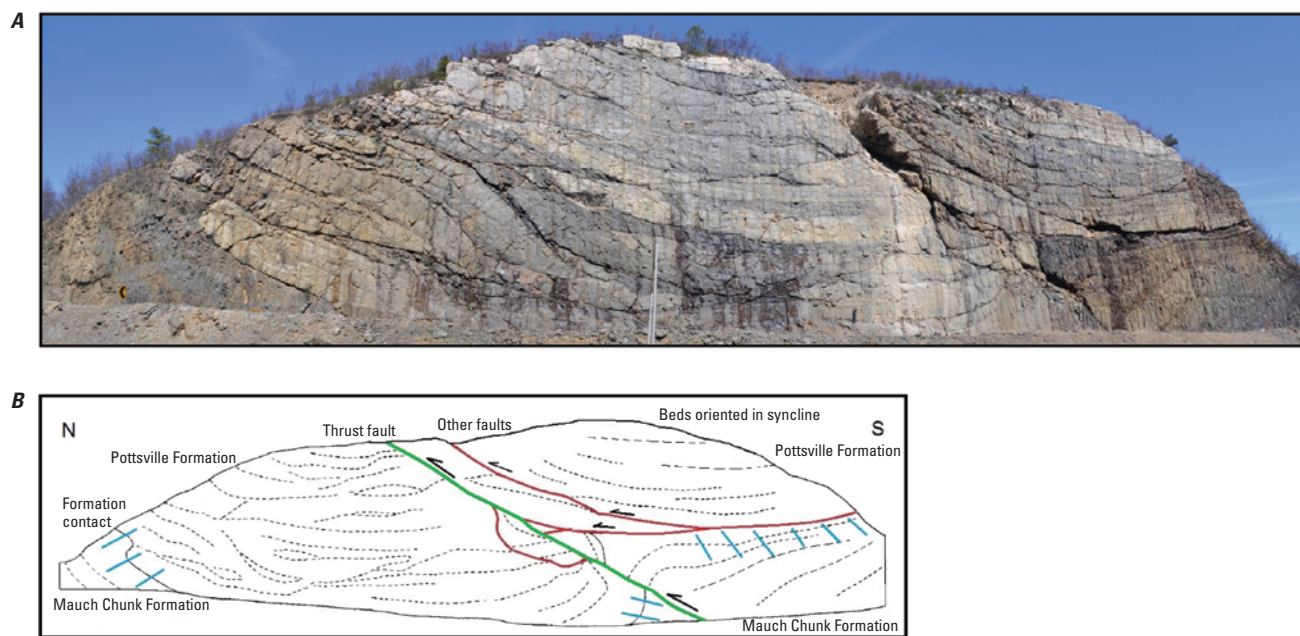 A
B
N
Thrust fault
Other faults
Beds oriented in syncline
S
Pottsville Formation
Pottsville Formation
Formation
contact
Mauch Chunk Formation
Mauch Chunk Formation